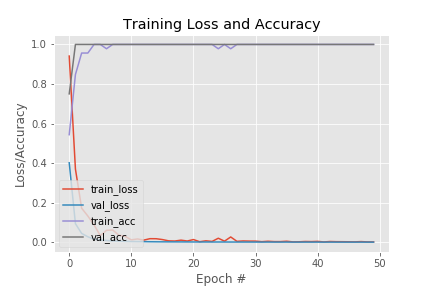 Training Loss and Accuracy
Loss/Accuracy
1.0
0.8
0.6
0.4
0.2
0.0
train_loss
val_loss
train_acc
val_acc
0 10 20 30 40 50
Epoch #